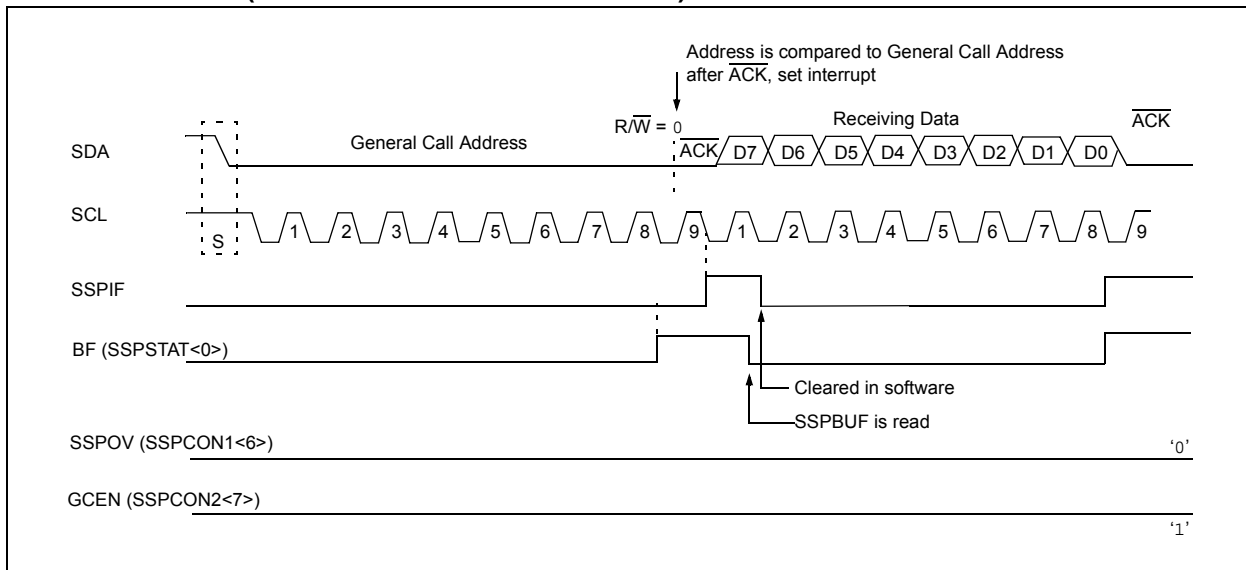 Address is compared to General Call Address
after A̅C̅K̅, set interrupt
R/W̅ = 0
Receiving Data
A̅C̅K̅
SDA
General Call Address
A̅C̅K̅
D7 D6 D5 D4 D3 D2 D1 D0
SCL
S
1 2 3 4 5 6 7 8 9 1 2 3 4 5 6 7 8 9
SSPIF
BF (SSPSTAT<0>)
Cleared in software
SSPBUF is read
SSPOV (SSPCON1<6>)
‘0’
GCEN (SSPCON2<7>)
‘1’